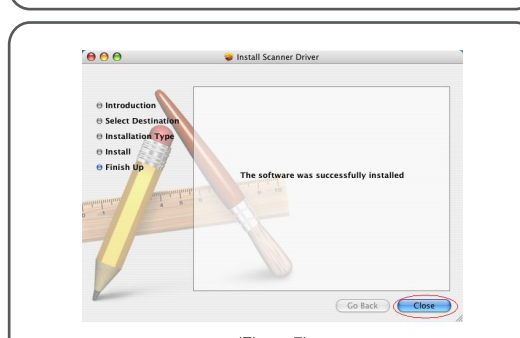 Install Scanner Driver
Introduction
Select Destination
Installation Type
Install
Finish Up
The software was successfully installed
Go Back
Close